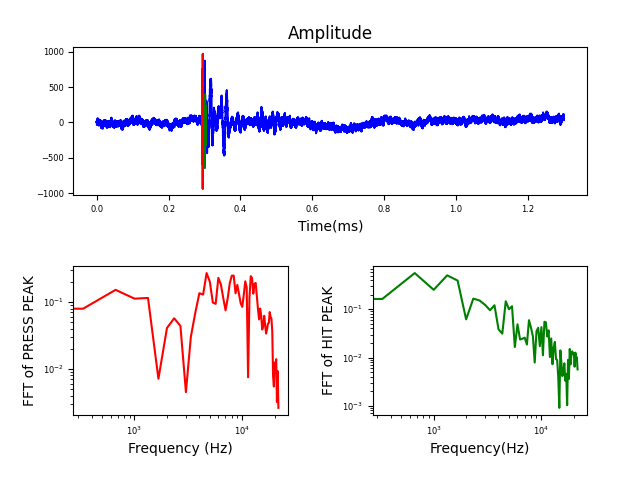 Amplitude
1000
500
0
−500
−1000
0.0 0.2 0.4 0.6 0.8 1.0 1.2
Time(ms)
FFT of PRESS PEAK
10⁻¹
10⁻²
10³ 10⁴
Frequency (Hz)
FFT of HIT PEAK
10⁻¹
10⁻²
10⁻³
10³ 10⁴
Frequency(Hz)